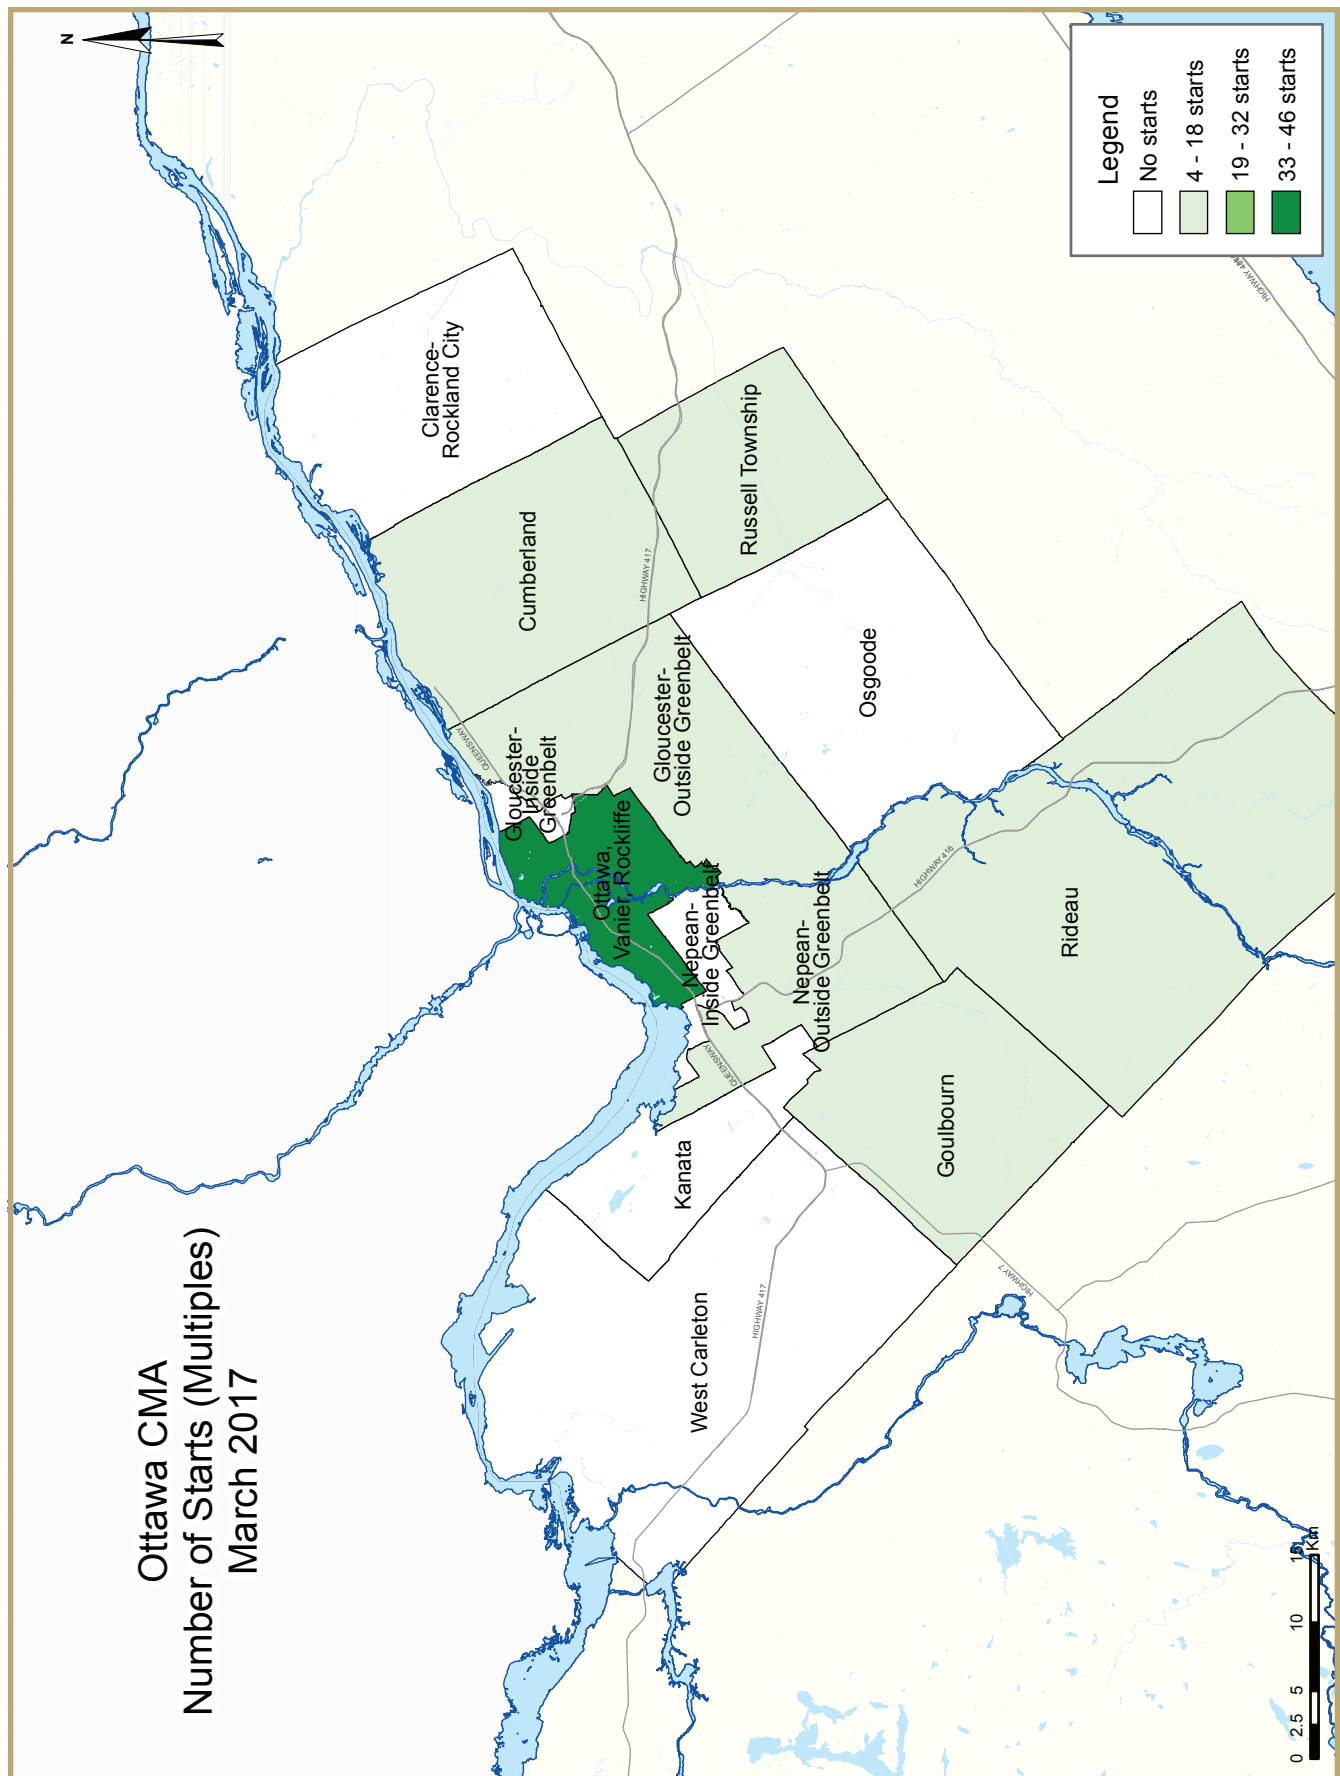 Ottawa CMA
Number of Starts (Multiples)
March 2017
N
Legend
No starts
4 - 18 starts
19 - 32 starts
33 - 46 starts
Clarence-
Rockland City
Cumberland
Russell Township
HIGHWAY 417
QUEENSWAY
Gloucester-
Inside
Greenbelt
Gloucester-
Outside Greenbelt
Osgoode
Ottawa,
Vanier, Rockliffe
Nepean-
Inside Greenbelt
Nepean-
Outside Greenbelt
HIGHWAY 416
Rideau
QUEENSWAY
Kanata
Goulbourn
West Carleton
HIGHWAY 417
HIGHWAY 7
0 2.5 5 10 15
Km